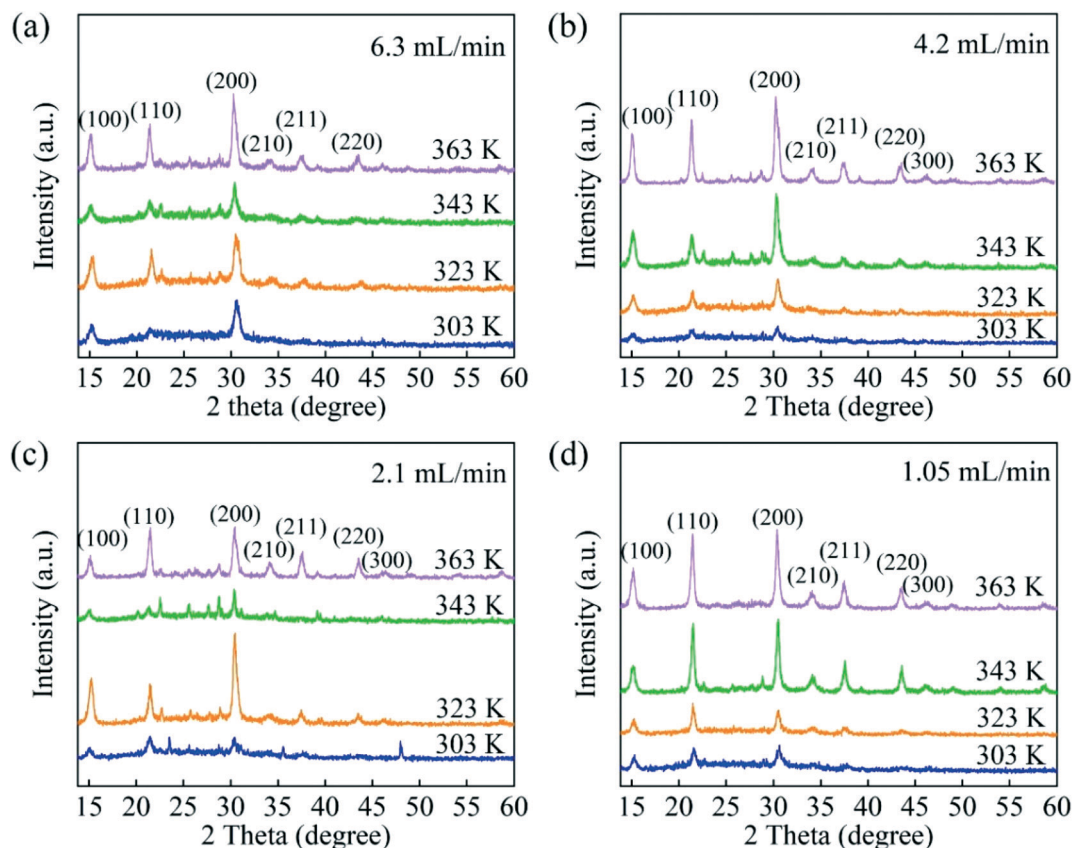 (a)
6.3 mL/min
(200)
(100)
(110)
(210)
(211)
(220)
363 K
343 K
323 K
303 K
Intensity (a.u.)
15 20 25 30 35 40 45 50 55 60
2 theta (degree)
(b)
4.2 mL/min
(200)
(100)
(110)
(210)
(211)
(220)
(300)
363 K
343 K
323 K
303 K
Intensity (a.u.)
15 20 25 30 35 40 45 50 55 60
2 Theta (degree)
(c)
2.1 mL/min
(100)
(110)
(200)
(210)
(211)
(220)
(300)
363 K
343 K
323 K
303 K
Intensity (a.u.)
15 20 25 30 35 40 45 50 55 60
2 Theta (degree)
(d)
1.05 mL/min
(100)
(110)
(200)
(210)
(211)
(220)
(300)
363 K
343 K
323 K
303 K
Intensity (a.u.)
15 20 25 30 35 40 45 50 55 60
2 Theta (degree)